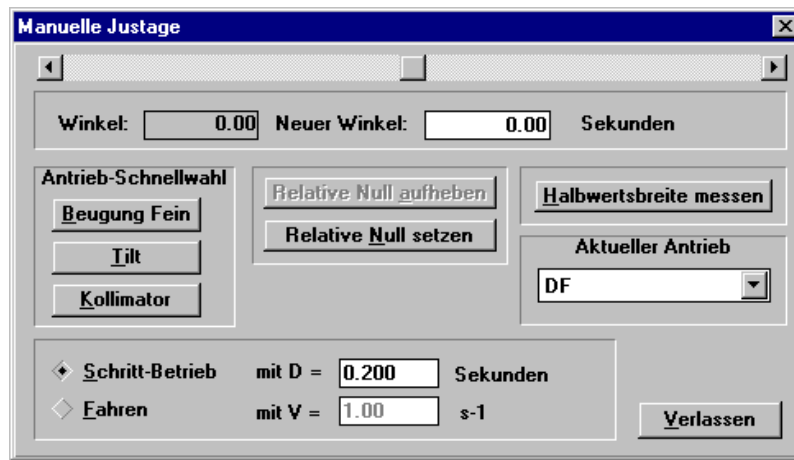 Manuelle Justage
Winkel: 0.00 Neuer Winkel: 0.00 Sekunden
Antrieb-Schnellwahl
Beugung Fein
Tilt
Kollimator
Relative Null aufheben
Relative Null setzen
Halbwertsbreite messen
Aktueller Antrieb
DF
Schritt-Betrieb mit D = 0.200 Sekunden
Fahren mit V = 1.00 s-1
Verlassen